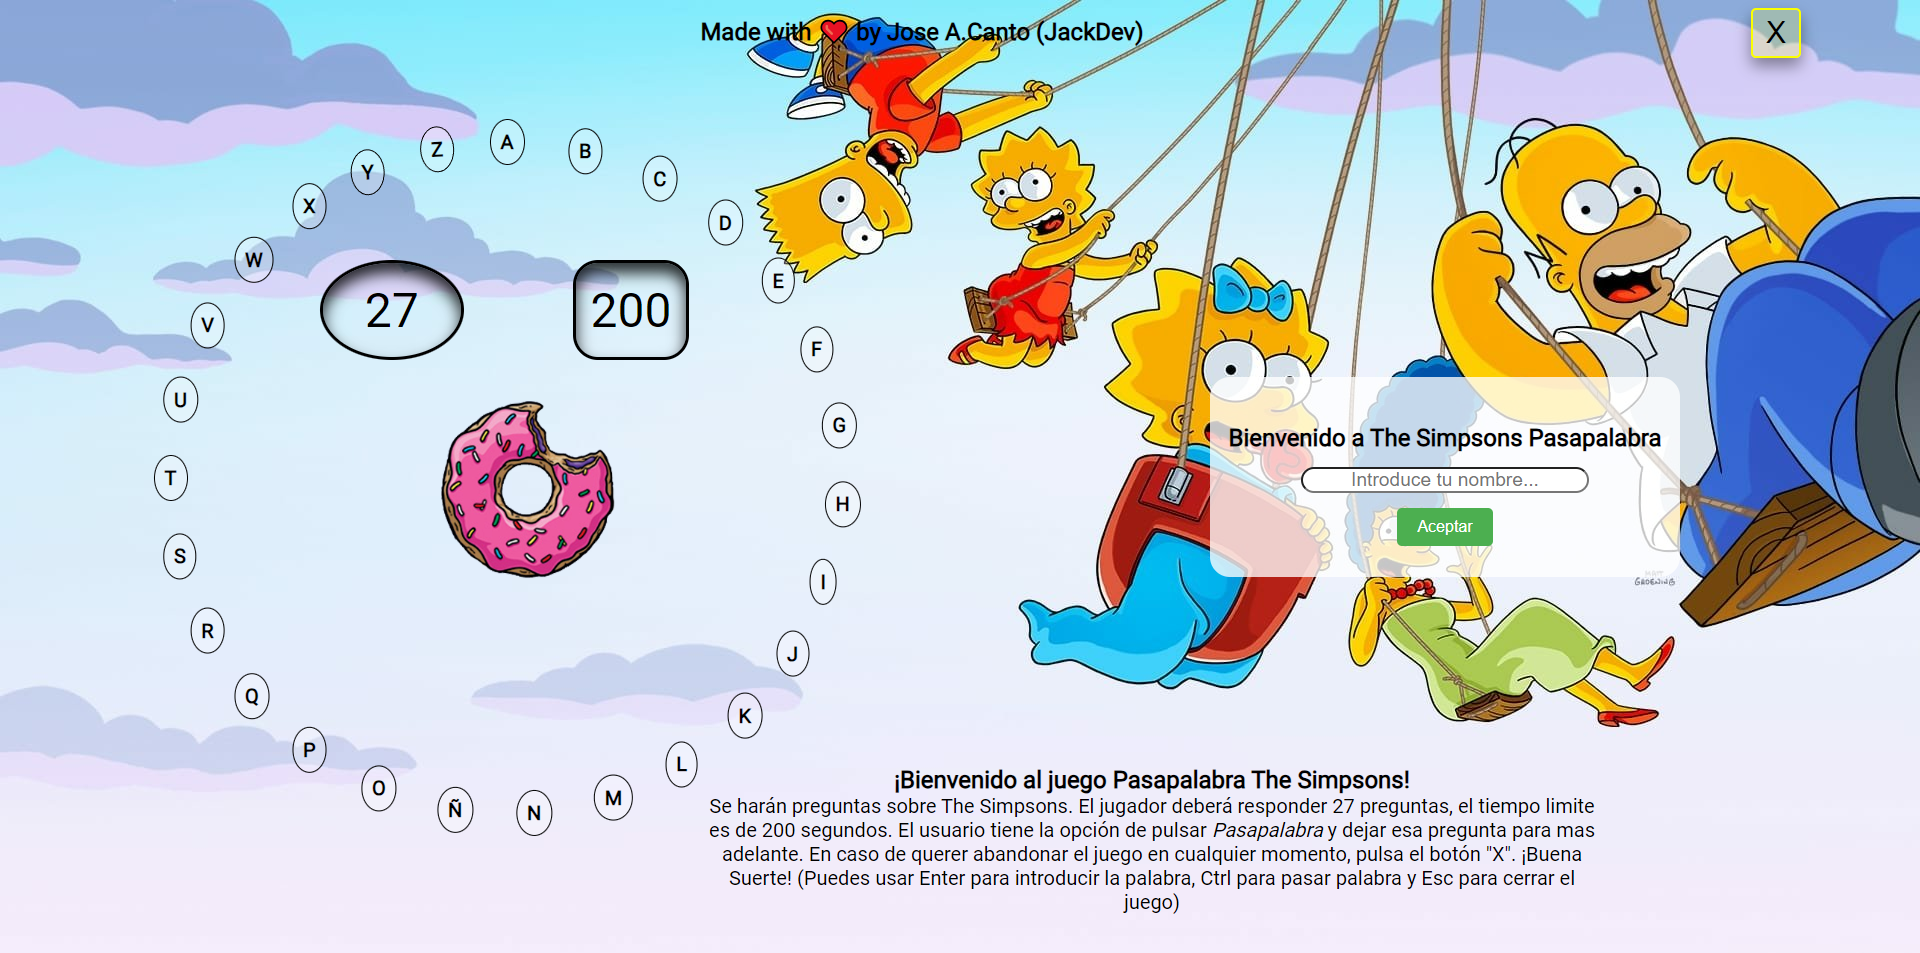 Made with ❤️ by Jose A.Canto (JackDev)
X
A
B
C
D
E
F
G
H
I
J
K
L
M
N
Ñ
O
P
Q
R
S
T
U
V
W
X
Y
Z
27
200
Bienvenido a The Simpsons Pasapalabra
Introduce tu nombre...
Aceptar
MATT
GROENING
¡Bienvenido al juego Pasapalabra The Simpsons!
Se harán preguntas sobre The Simpsons. El jugador deberá responder 27 preguntas, el tiempo limite
es de 200 segundos. El usuario tiene la opción de pulsar Pasapalabra y dejar esa pregunta para mas
adelante. En caso de querer abandonar el juego en cualquier momento, pulsa el botón "X". ¡Buena
Suerte! (Puedes usar Enter para introducir la palabra, Ctrl para pasar palabra y Esc para cerrar el
juego)